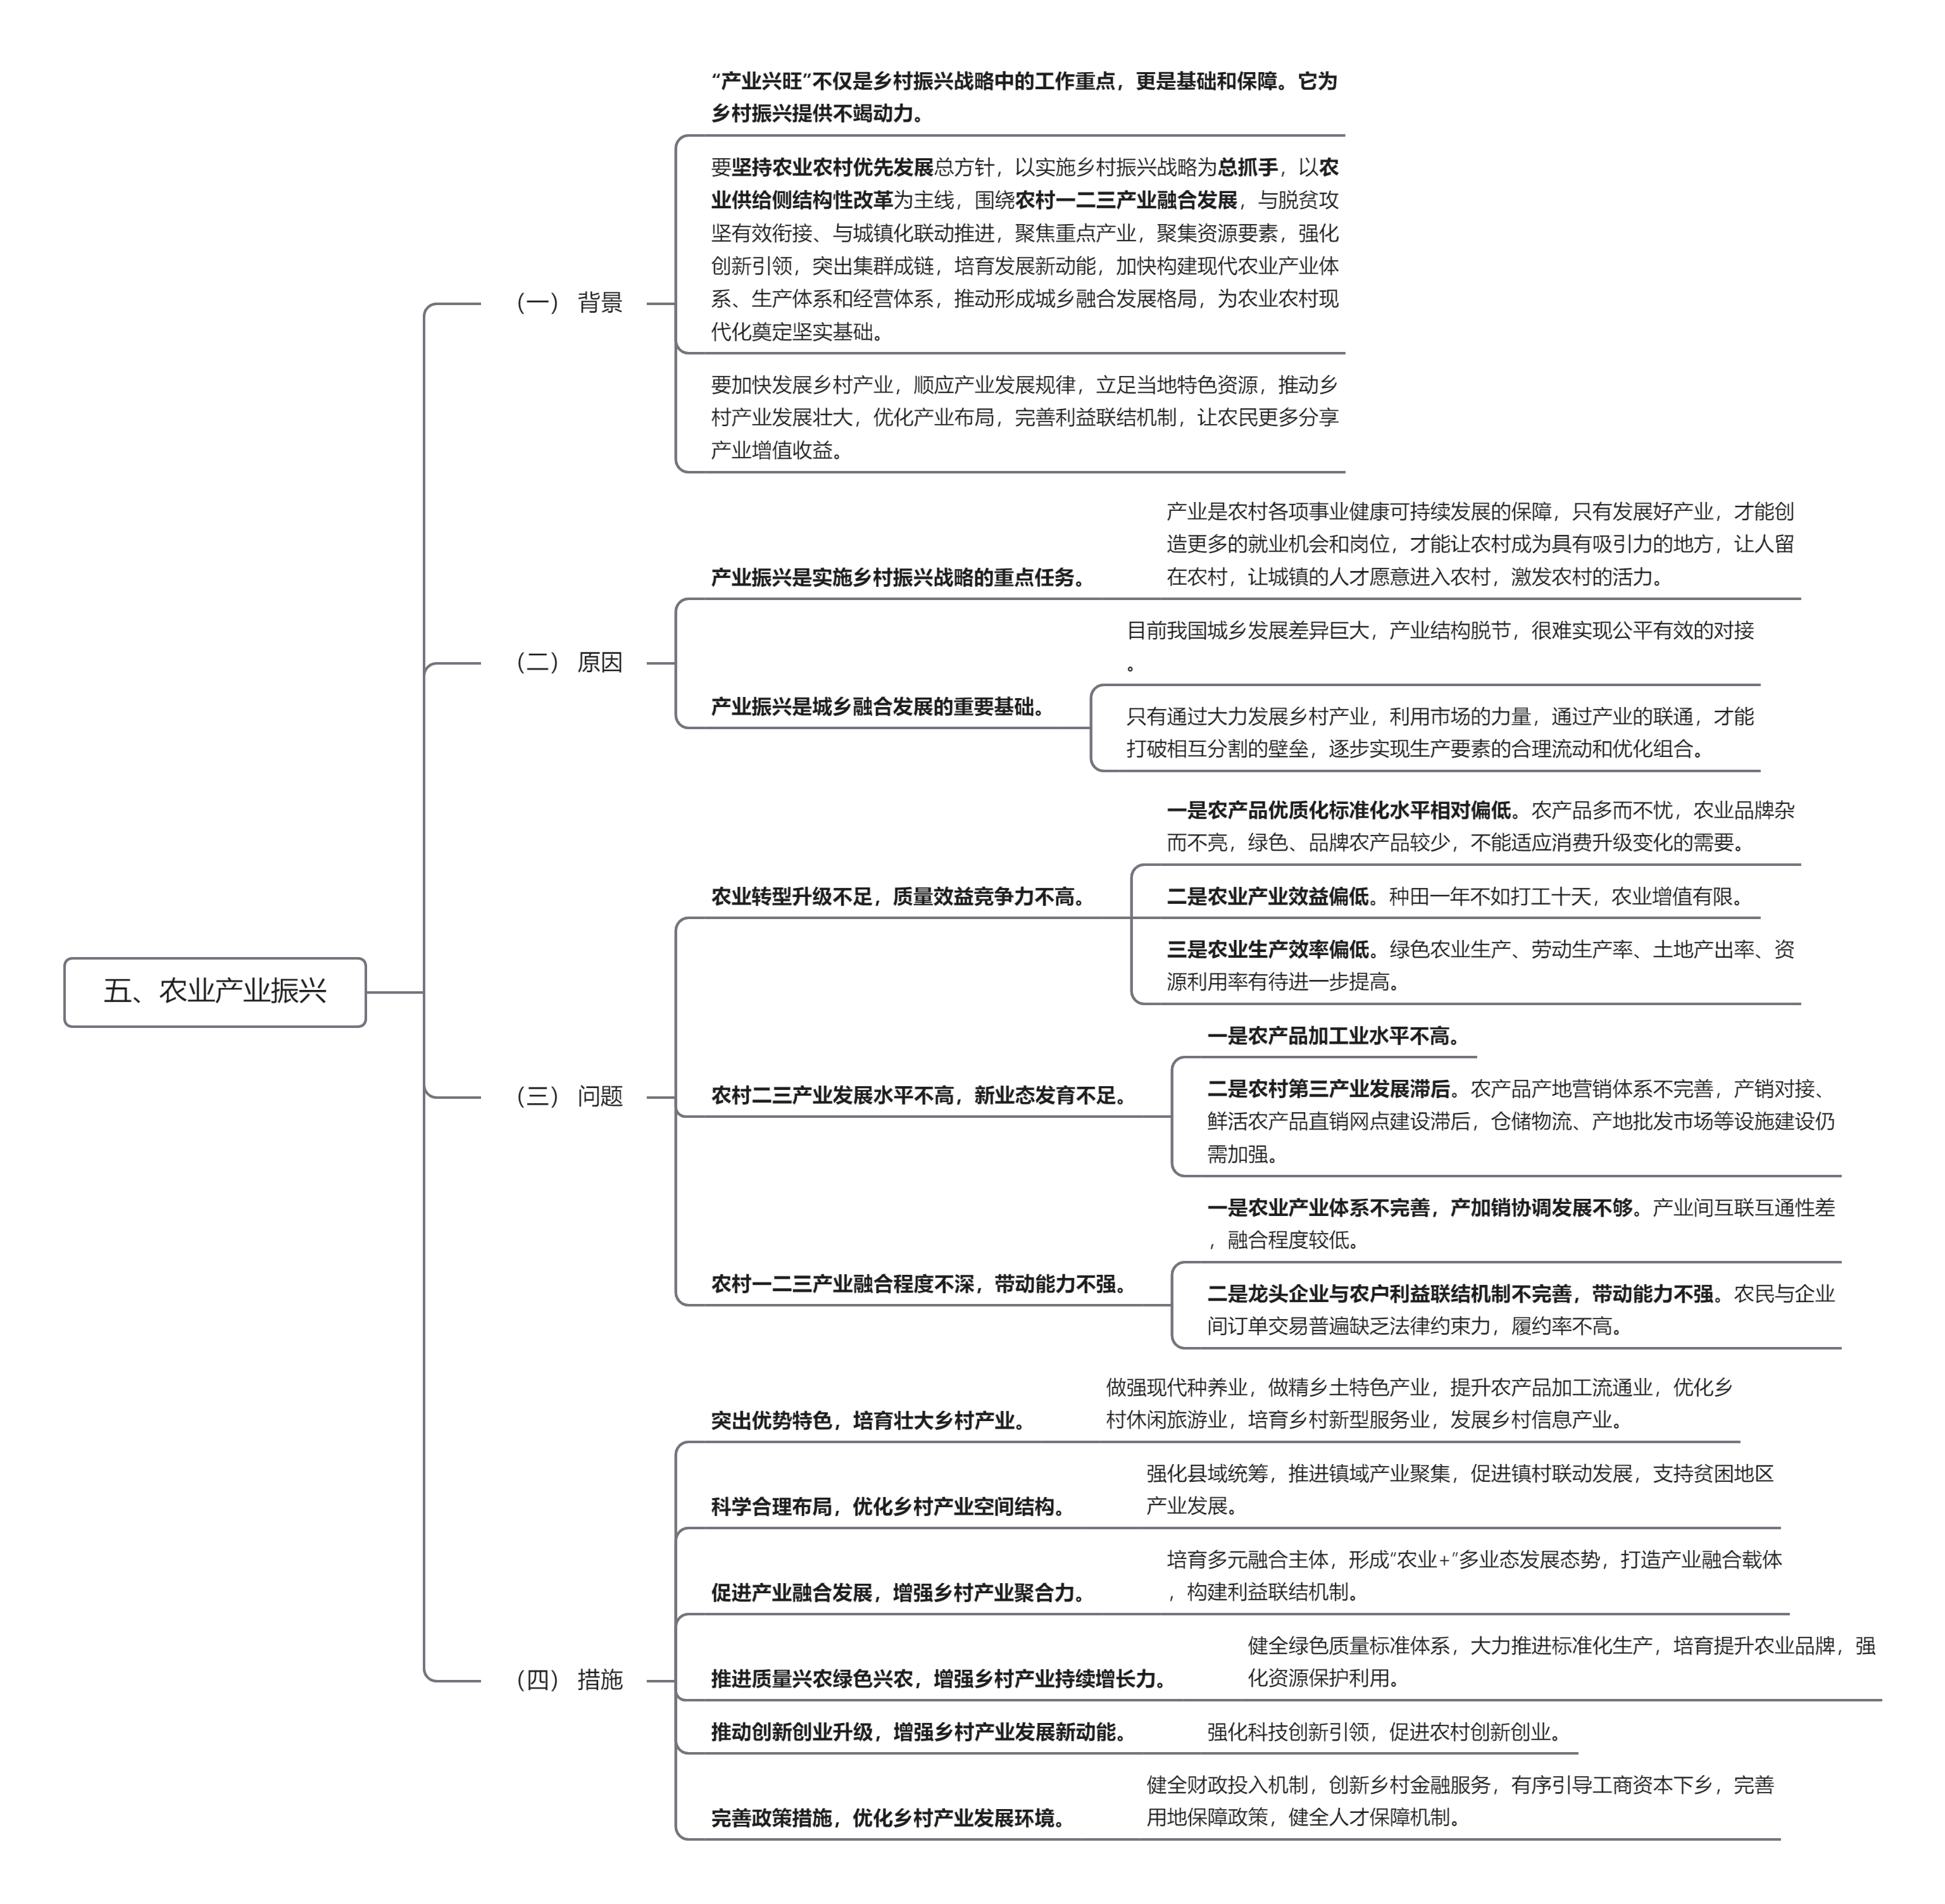 五、农业产业振兴
（一） 背景
“产业兴旺”不仅是乡村振兴战略中的工作重点，更是基础和保障。它为
乡村振兴提供不竭动力。
要坚持农业农村优先发展总方针，以实施乡村振兴战略为总抓手，以农
业供给侧结构性改革为主线，围绕农村一二三产业融合发展，与脱贫攻
坚有效衔接、与城镇化联动推进，聚焦重点产业，聚集资源要素，强化
创新引领，突出集群成链，培育发展新动能，加快构建现代农业产业体
系、生产体系和经营体系，推动形成城乡融合发展格局，为农业农村现
代化奠定坚实基础。
要加快发展乡村产业，顺应产业发展规律，立足当地特色资源，推动乡
村产业发展壮大，优化产业布局，完善利益联结机制，让农民更多分享
产业增值收益。
（二） 原因
产业振兴是实施乡村振兴战略的重点任务。
产业是农村各项事业健康可持续发展的保障，只有发展好产业，才能创
造更多的就业机会和岗位，才能让农村成为具有吸引力的地方，让人留
在农村，让城镇的人才愿意进入农村，激发农村的活力。
产业振兴是城乡融合发展的重要基础。
目前我国城乡发展差异巨大，产业结构脱节，很难实现公平有效的对接
。
只有通过大力发展乡村产业，利用市场的力量，通过产业的联通，才能
打破相互分割的壁垒，逐步实现生产要素的合理流动和优化组合。
（三） 问题
农业转型升级不足，质量效益竞争力不高。
一是农产品优质化标准化水平相对偏低。农产品多而不忧，农业品牌杂
而不亮，绿色、品牌农产品较少，不能适应消费升级变化的需要。
二是农业产业效益偏低。种田一年不如打工十天，农业增值有限。
三是农业生产效率偏低。绿色农业生产、劳动生产率、土地产出率、资
源利用率有待进一步提高。
农村二三产业发展水平不高，新业态发育不足。
一是农产品加工业水平不高。
二是农村第三产业发展滞后。农产品产地营销体系不完善，产销对接、
鲜活农产品直销网点建设滞后，仓储物流、产地批发市场等设施建设仍
需加强。
农村一二三产业融合程度不深，带动能力不强。
一是农业产业体系不完善，产加销协调发展不够。产业间互联互通性差
，融合程度较低。
二是龙头企业与农户利益联结机制不完善，带动能力不强。农民与企业
间订单交易普遍缺乏法律约束力，履约率不高。
（四） 措施
突出优势特色，培育壮大乡村产业。
做强现代种养业，做精乡土特色产业，提升农产品加工流通业，优化乡
村休闲旅游业，培育乡村新型服务业，发展乡村信息产业。
科学合理布局，优化乡村产业空间结构。
强化县域统筹，推进镇域产业聚集，促进镇村联动发展，支持贫困地区
产业发展。
促进产业融合发展，增强乡村产业聚合力。
培育多元融合主体，形成“农业+”多业态发展态势，打造产业融合载体
，构建利益联结机制。
推进质量兴农绿色兴农，增强乡村产业持续增长力。
健全绿色质量标准体系，大力推进标准化生产，培育提升农业品牌，强
化资源保护利用。
推动创新创业升级，增强乡村产业发展新动能。
强化科技创新引领，促进农村创新创业。
完善政策措施，优化乡村产业发展环境。
健全财政投入机制，创新乡村金融服务，有序引导工商资本下乡，完善
用地保障政策，健全人才保障机制。